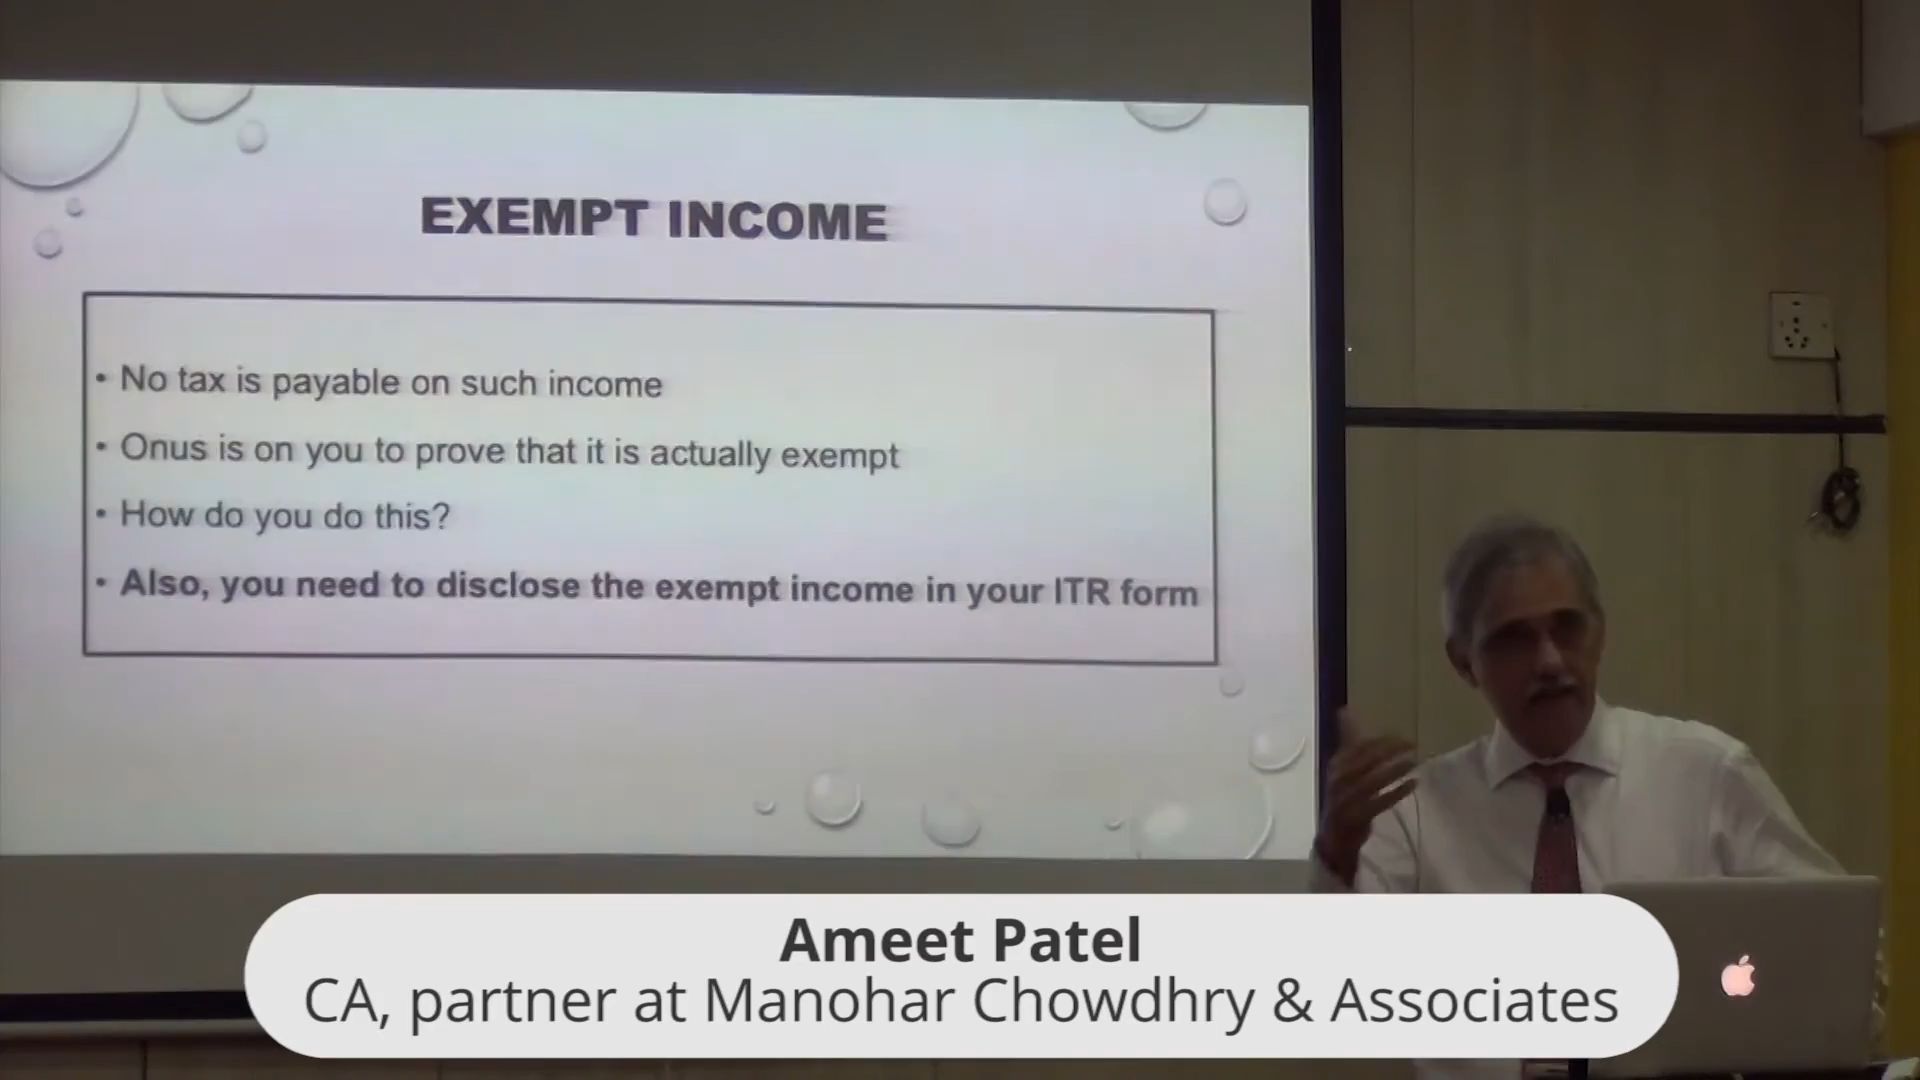 EXEMPT INCOME
• No tax is payable on such income
• Onus is on you to prove that it is actually exempt
• How do you do this?
• Also, you need to disclose the exempt income in your ITR form
Ameet Patel
CA, partner at Manohar Chowdhry & Associates